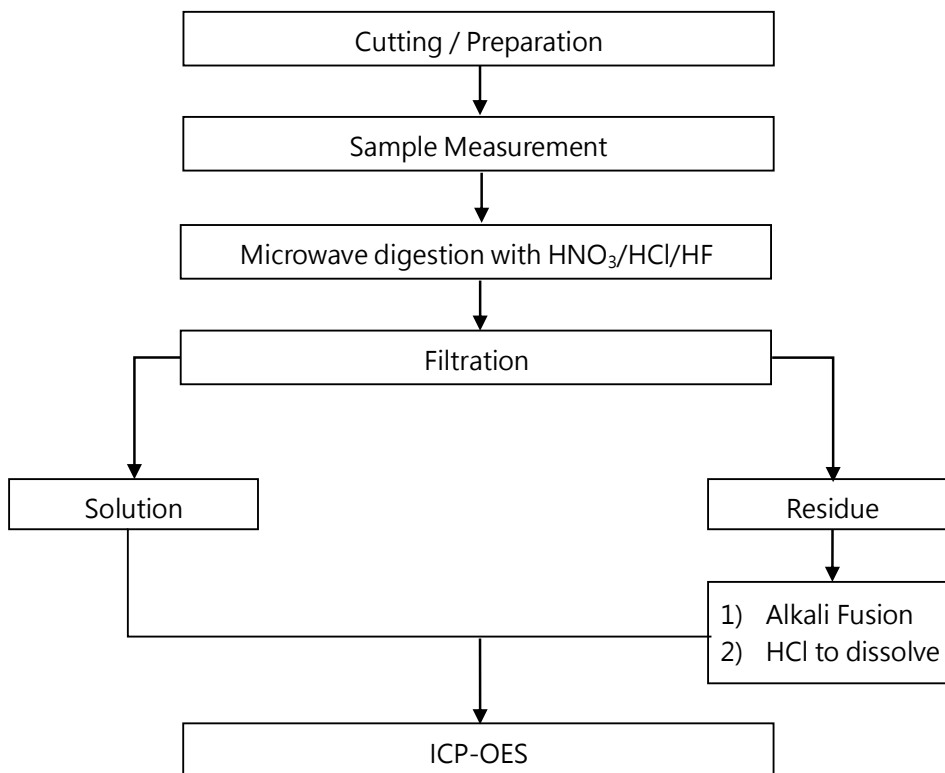 Cutting / Preparation
Sample Measurement
Microwave digestion with HNO₃/HCl/HF
Filtration
Solution
Residue
1) Alkali Fusion
2) HCl to dissolve
ICP-OES